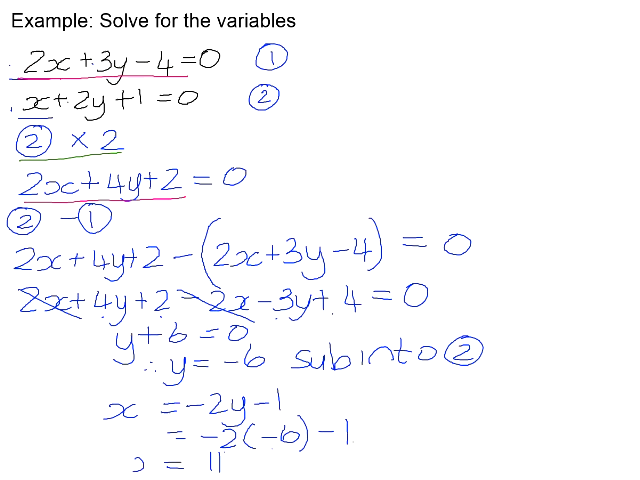 Example: Solve for the variables
2x+3y-4=0 ①
x+2y+1=0 ②
② × 2
2x+4y+2=0
② - ①
2x+4y+2-(2x+3y-4)=0
2x+4y+2-2x-3y+4=0
y+6=0
∴ y=-6 sub into ②
x = -2y-1
= -2(-6)-1
x = 11